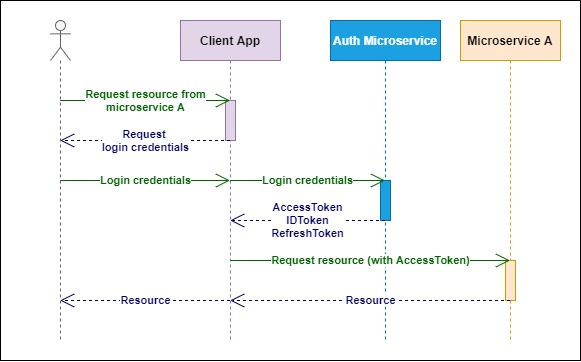 Client App
Auth Microservice
Microservice A
Request resource from
microservice A
Request
login credentials
Login credentials
Login credentials
AccessToken
IDToken
RefreshToken
Request resource (with AccessToken)
Resource
Resource